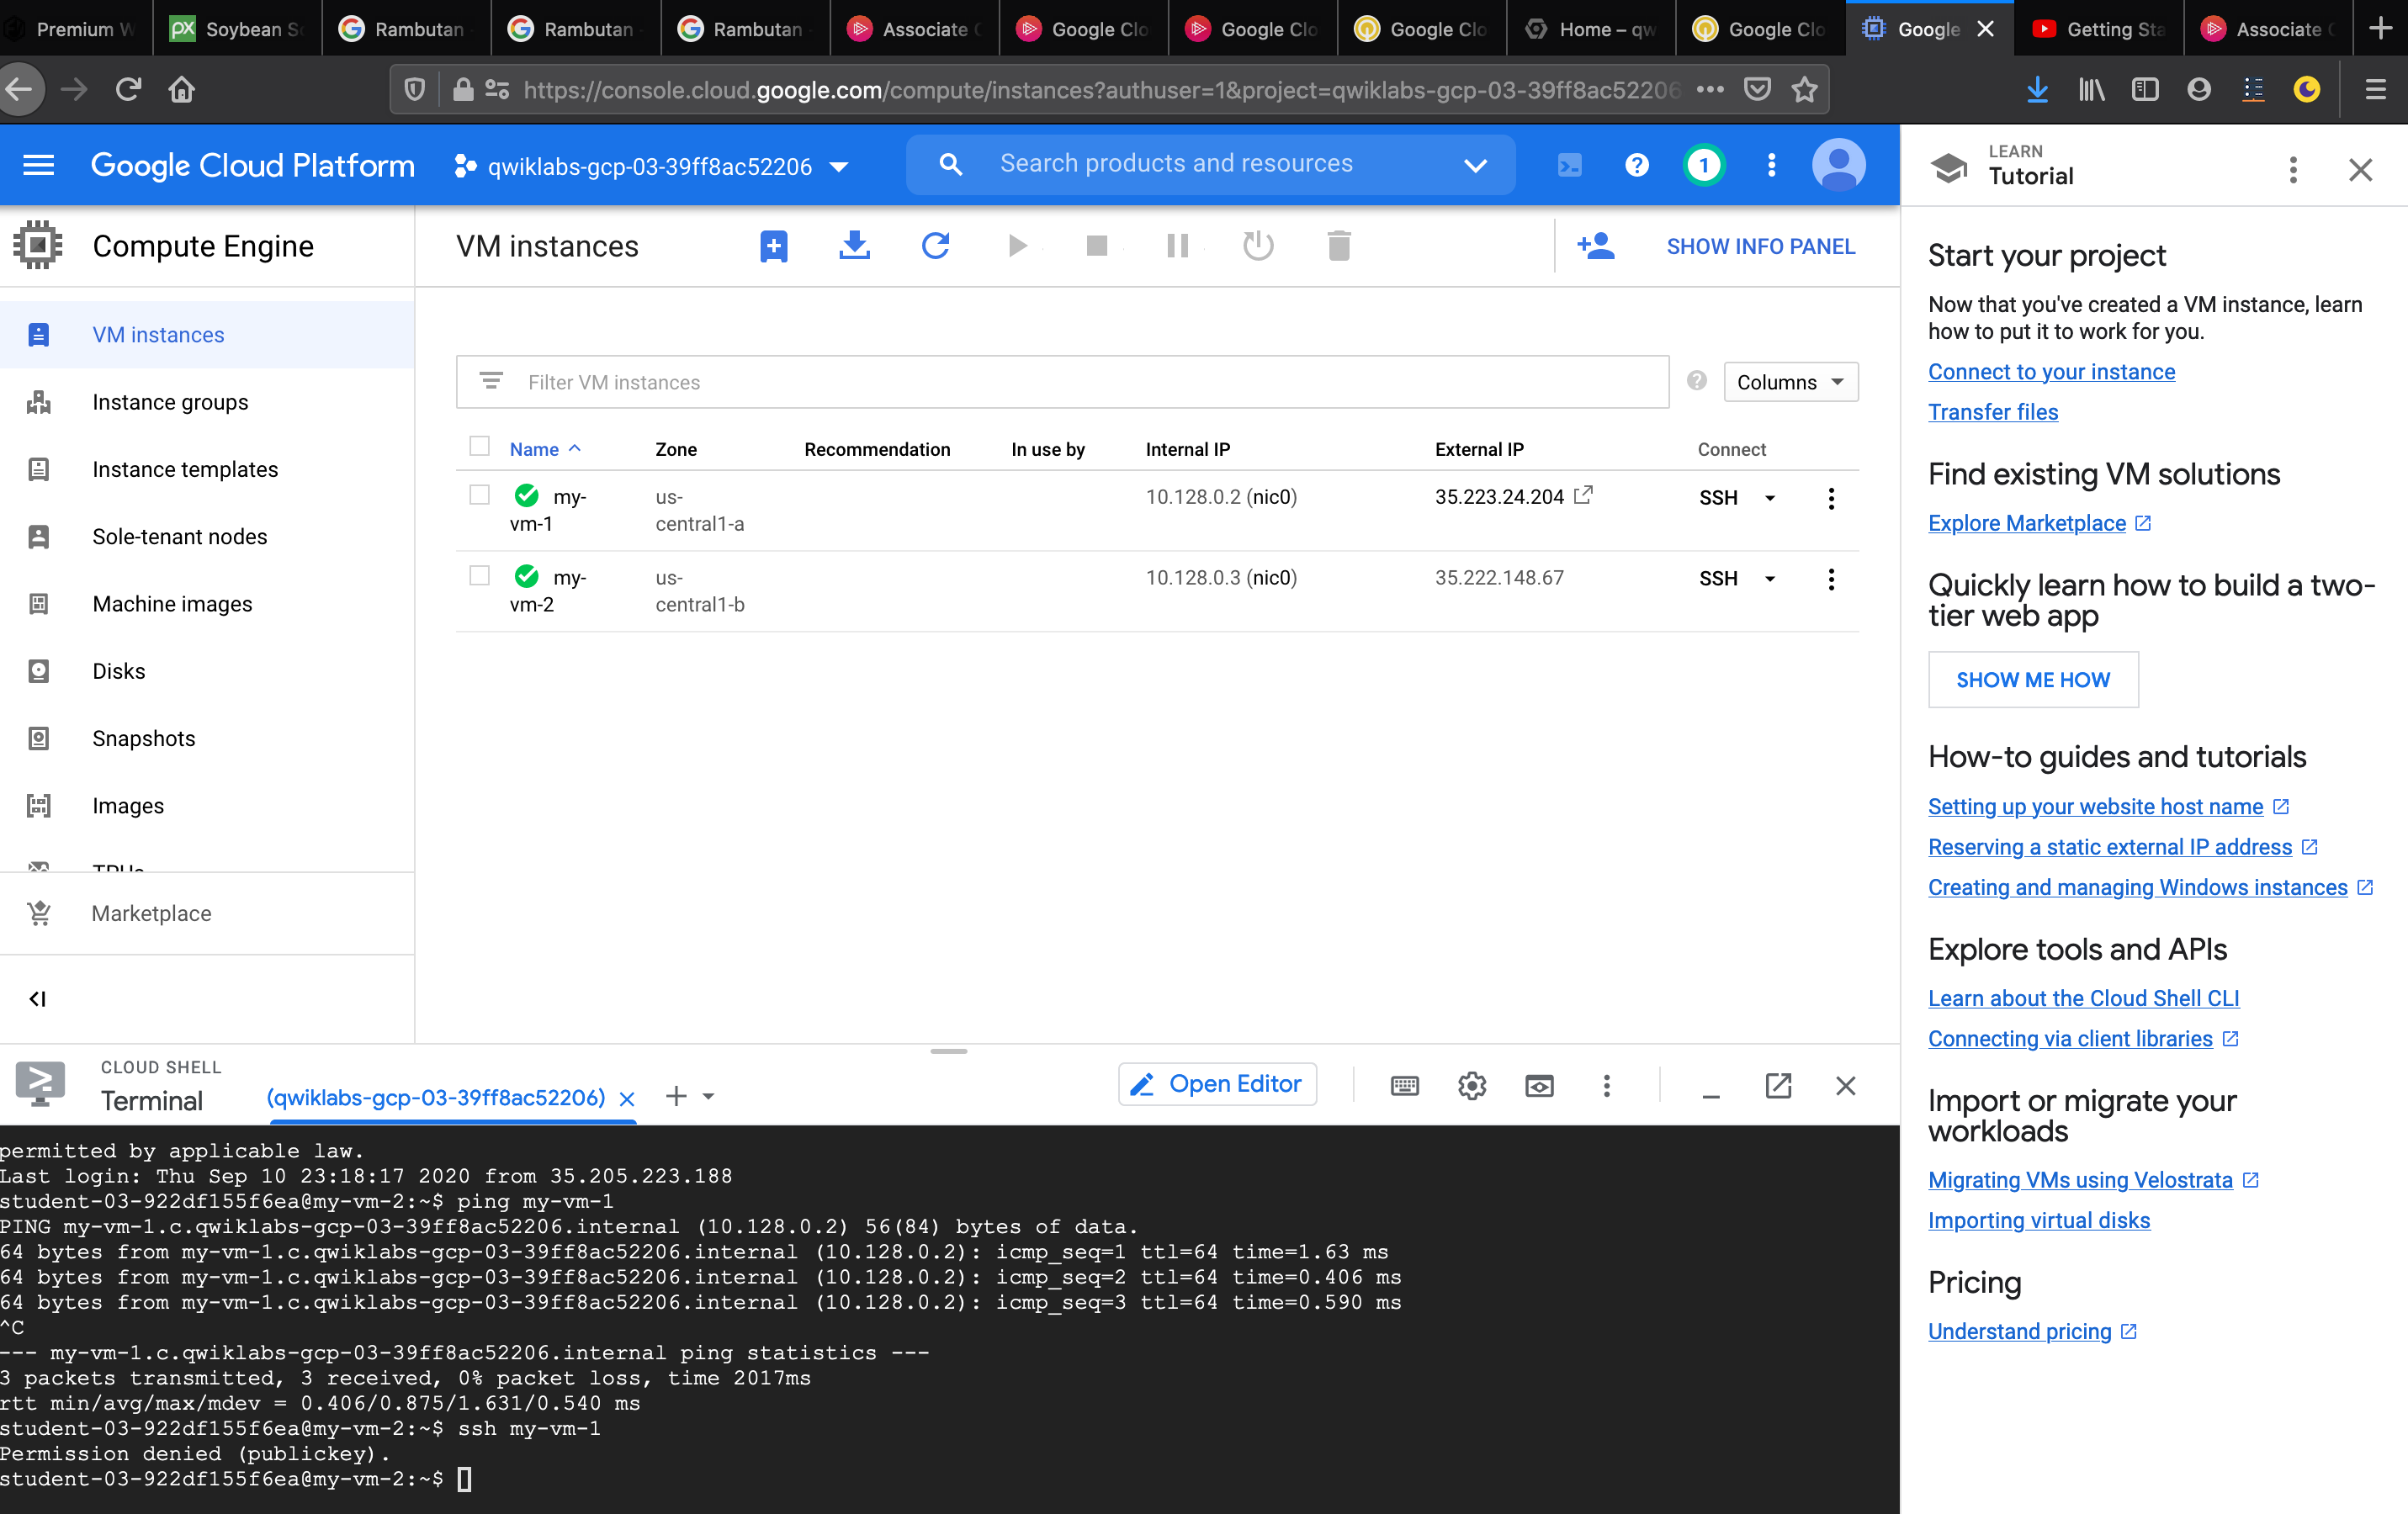 Premium W
Soybean So
Rambutan
Rambutan
Rambutan
Associate C
Google Clo
Google Clo
Google Clo
Home – qw
Google Clo
Google
Getting Sta
Associate C
https://console.cloud.google.com/compute/instances?authuser=1&project=qwiklabs-gcp-03-39ff8ac52206
Google Cloud Platform
qwiklabs-gcp-03-39ff8ac52206
Search products and resources
1
LEARN
Tutorial
Compute Engine
VM instances
SHOW INFO PANEL
VM instances
Instance groups
Instance templates
Sole-tenant nodes
Machine images
Disks
Snapshots
Images
TPUs
Marketplace
Filter VM instances
Columns
Name Zone Recommendation In use by Internal IP External IP Connect
my-vm-1 us-central1-a 10.128.0.2 (nic0) 35.223.24.204 SSH
my-vm-2 us-central1-b 10.128.0.3 (nic0) 35.222.148.67 SSH
Start your project
Now that you've created a VM instance, learn
how to put it to work for you.
Connect to your instance
Transfer files
Find existing VM solutions
Explore Marketplace
Quickly learn how to build a two-
tier web app
SHOW ME HOW
How-to guides and tutorials
Setting up your website host name
Reserving a static external IP address
Creating and managing Windows instances
Explore tools and APIs
Learn about the Cloud Shell CLI
Connecting via client libraries
Import or migrate your
workloads
Migrating VMs using Velostrata
Importing virtual disks
Pricing
Understand pricing
CLOUD SHELL
Terminal
(qwiklabs-gcp-03-39ff8ac52206)
Open Editor
permitted by applicable law.
Last login: Thu Sep 10 23:18:17 2020 from 35.205.223.188
student-03-922df155f6ea@my-vm-2:~$ ping my-vm-1
PING my-vm-1.c.qwiklabs-gcp-03-39ff8ac52206.internal (10.128.0.2) 56(84) bytes of data.
64 bytes from my-vm-1.c.qwiklabs-gcp-03-39ff8ac52206.internal (10.128.0.2): icmp_seq=1 ttl=64 time=1.63 ms
64 bytes from my-vm-1.c.qwiklabs-gcp-03-39ff8ac52206.internal (10.128.0.2): icmp_seq=2 ttl=64 time=0.406 ms
64 bytes from my-vm-1.c.qwiklabs-gcp-03-39ff8ac52206.internal (10.128.0.2): icmp_seq=3 ttl=64 time=0.590 ms
^C
--- my-vm-1.c.qwiklabs-gcp-03-39ff8ac52206.internal ping statistics ---
3 packets transmitted, 3 received, 0% packet loss, time 2017ms
rtt min/avg/max/mdev = 0.406/0.875/1.631/0.540 ms
student-03-922df155f6ea@my-vm-2:~$ ssh my-vm-1
Permission denied (publickey).
student-03-922df155f6ea@my-vm-2:~$